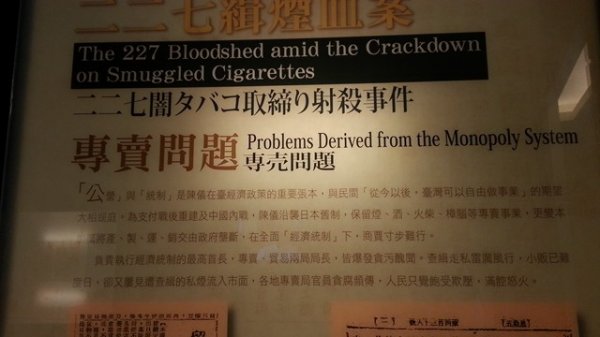 二二七緝煙血案
The 227 Bloodshed amid the Crackdown
on Smuggled Cigarettes
二二七闇タバコ取締り射殺事件
專賣問題 Problems Derived from the Monopoly System
専売問題
「公營」與「統制」是陳儀在臺經濟政策的重要張本，與民間「從今以後，臺灣可以自由做事業」的期望
大相逕庭。為支付戰後重建及中國內戰，陳儀沿襲日本舊制，保留煙、酒、火柴、樟腦等專賣事業，更變本
將產、製、運、銷交由政府壟斷，在全面「經濟統制」下，商賈寸步難行。
負責執行經濟統制的最高首長，專賣、貿易兩局局長，皆爆發貪污醜聞，查緝走私雷厲風行，小販已難
度日，卻又屢見遭查緝的私煙流入市面，各地專賣局官員貪腐頻傳，人民只覺飽受欺壓，滿腔怒火。